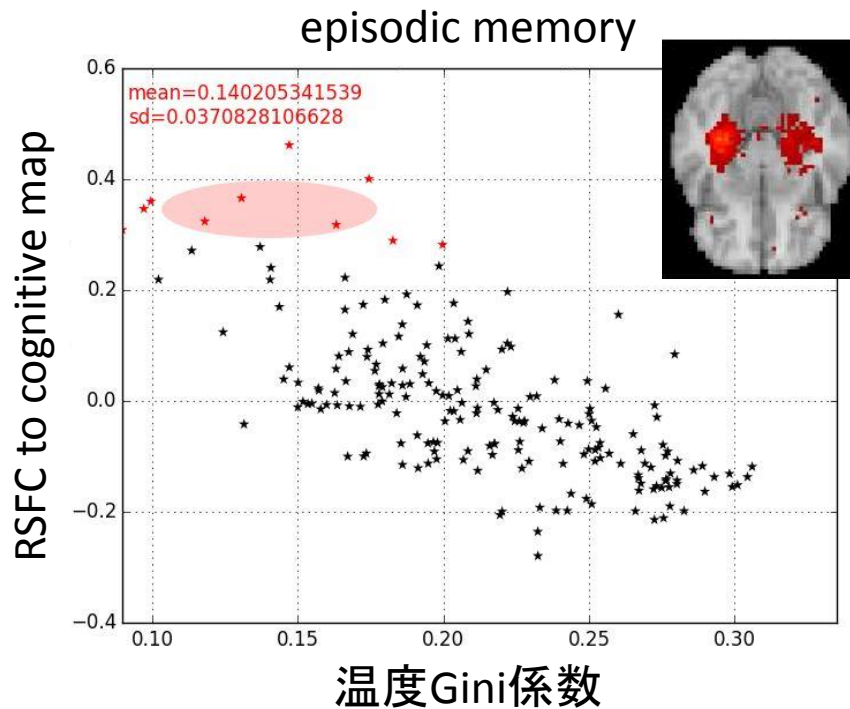 episodic memory
0.6
mean=0.140205341539
sd=0.0370828106628
0.4
0.2
0.0
−0.2
−0.4
RSFC to cognitive map
0.10 0.15 0.20 0.25 0.30
温度Gini係数